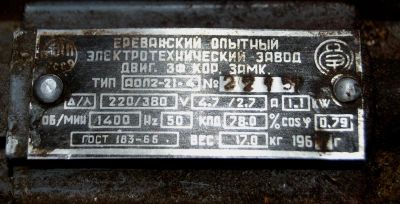 ЕРЕВАНСКИЙ ОПЫТНЫЙ
ЭЛЕКТРОТЕХНИЧЕСКИЙ ЗАВОД
ДВИГ. 3Ф КОР. ЗАМК.
ТИП АОЛ2-21-4 №
Δ/⅄ 220/380 V 4.7/2.7 A 1.1 KW
ОБ/МИН 1400 Hz 50 КПД 78.0 % COS φ 0.79
ГОСТ 183-55 ВЕС 17.0 КГ 196 Г